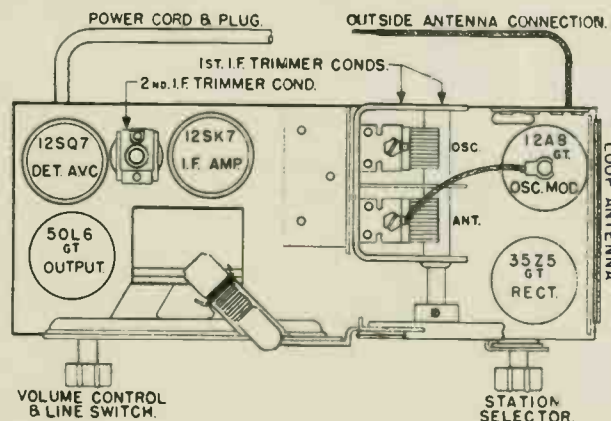 POWER CORD & PLUG.
OUTSIDE ANTENNA CONNECTION.
1ST. I.F. TRIMMER CONDS.
2ND. I.F. TRIMMER COND.
12SQ7
DET. AVC
12SK7
I.F. AMP
OSC.
12A8
GT.
OSC. MOD.
LOOP ANTENNA
ANT.
50L6
GT
OUTPUT.
35Z5
GT
RECT.
VOLUME CONTROL
& LINE SWITCH.
STATION
SELECTOR